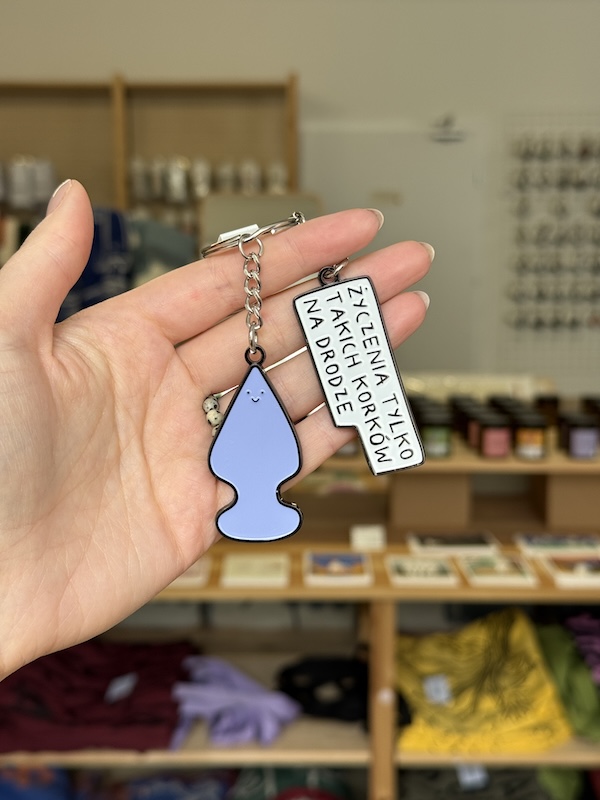 ŻYCZENIA TYLKO
TAKICH KORKÓW
NA DRODZE